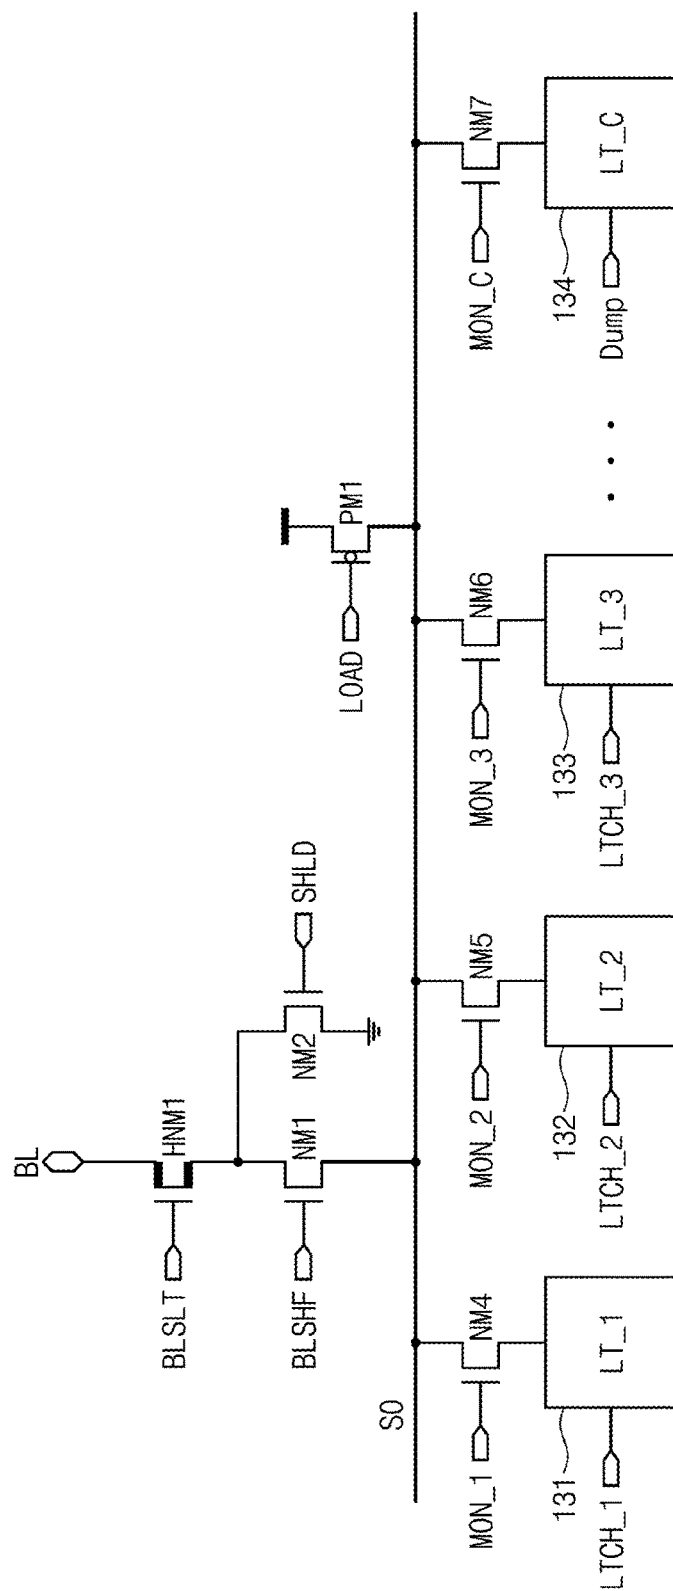 BL
BLSLT
HNM1
BLSHF
NM1
NM2
SHLD
LOAD
PM1
SO
MON_1
NM4
MON_2
NM5
MON_3
NM6
MON_C
NM7
131
LTCH_1
LT_1
132
LTCH_2
LT_2
133
LTCH_3
LT_3
. . .
134
Dump
LT_C